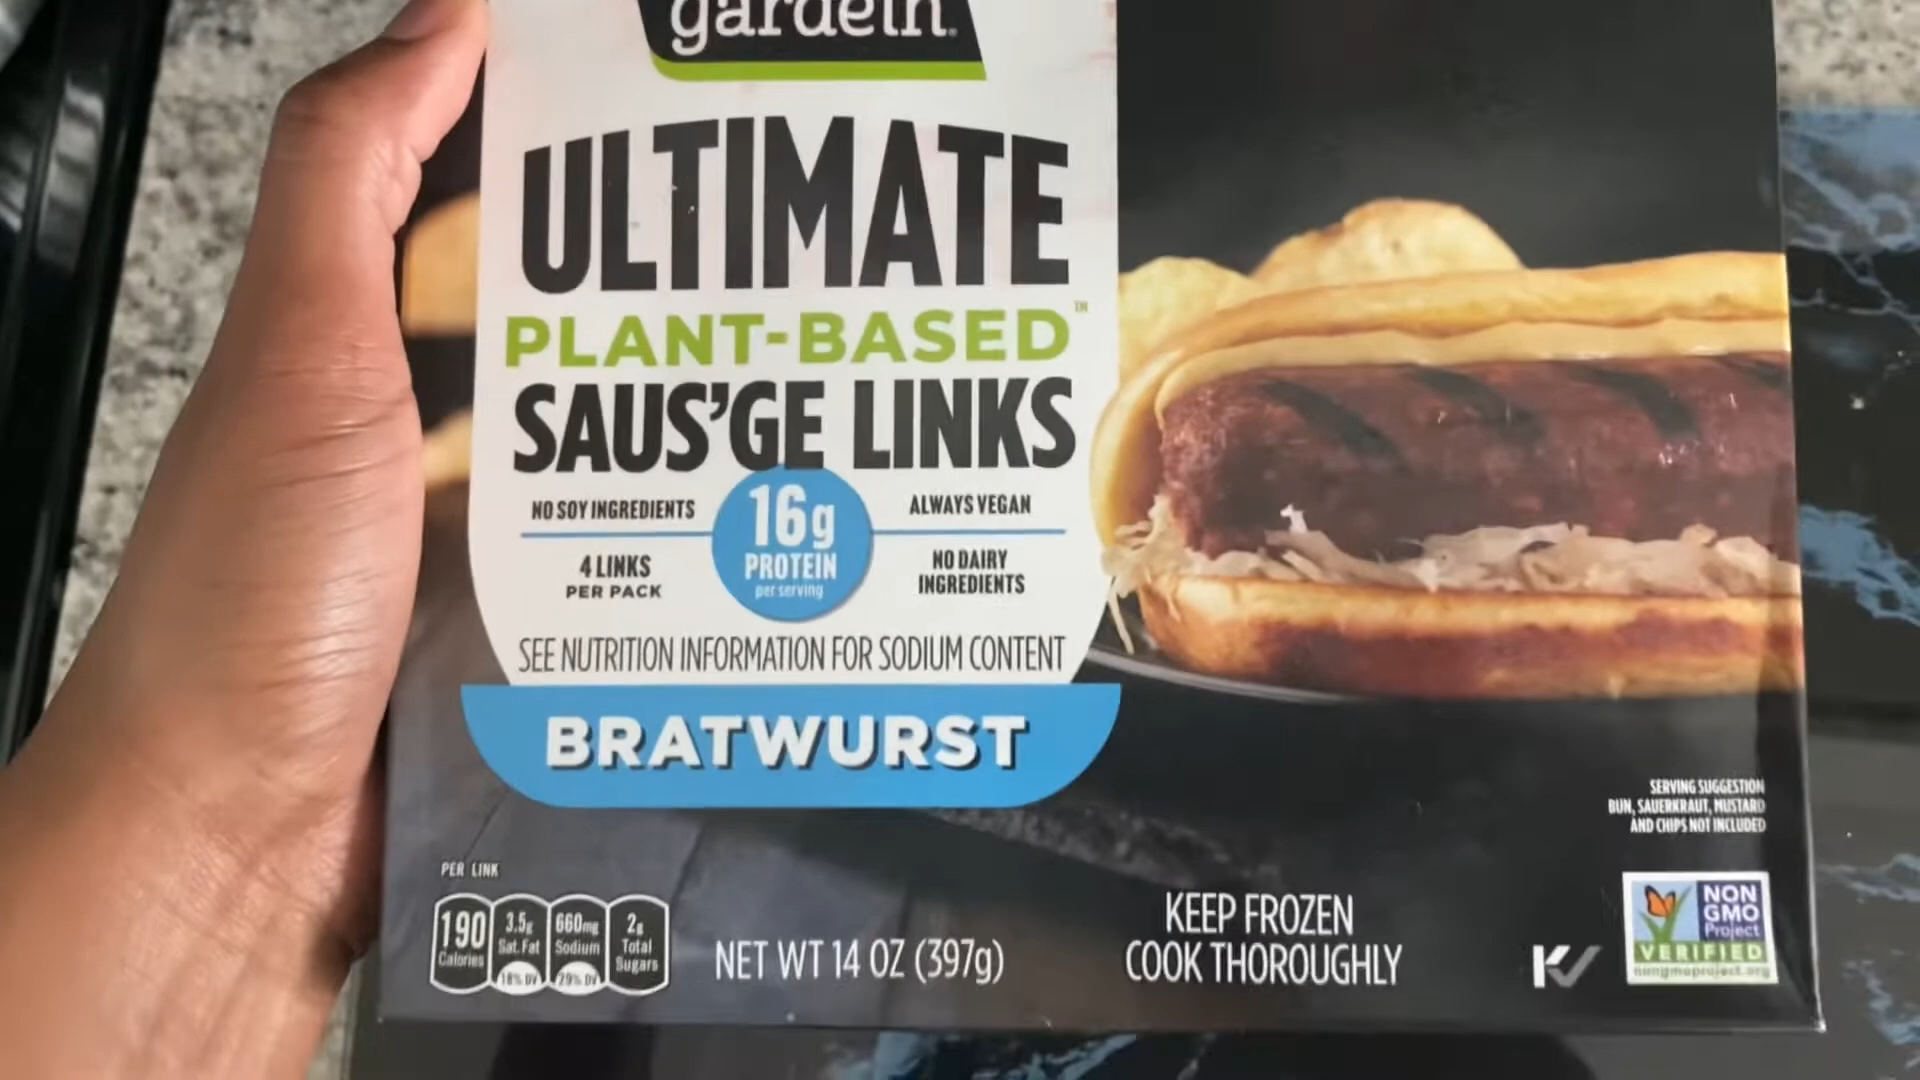 gardein®
ULTIMATE
PLANT-BASED™
SAUS'GE LINKS
NO SOY INGREDIENTS
16g
PROTEIN
per serving
ALWAYS VEGAN
4 LINKS
PER PACK
NO DAIRY
INGREDIENTS
SEE NUTRITION INFORMATION FOR SODIUM CONTENT
BRATWURST
SERVING SUGGESTION
BUN, SAUERKRAUT, MUSTARD
AND CHIPS NOT INCLUDED
PER LINK
190
Calories
3.5g
Sat. Fat
18% DV
660mg
Sodium
29% DV
2g
Total
Sugars
NET WT 14 OZ (397g)
KEEP FROZEN
COOK THOROUGHLY
NON
GMO
Project
VERIFIED
nongmoproject.org